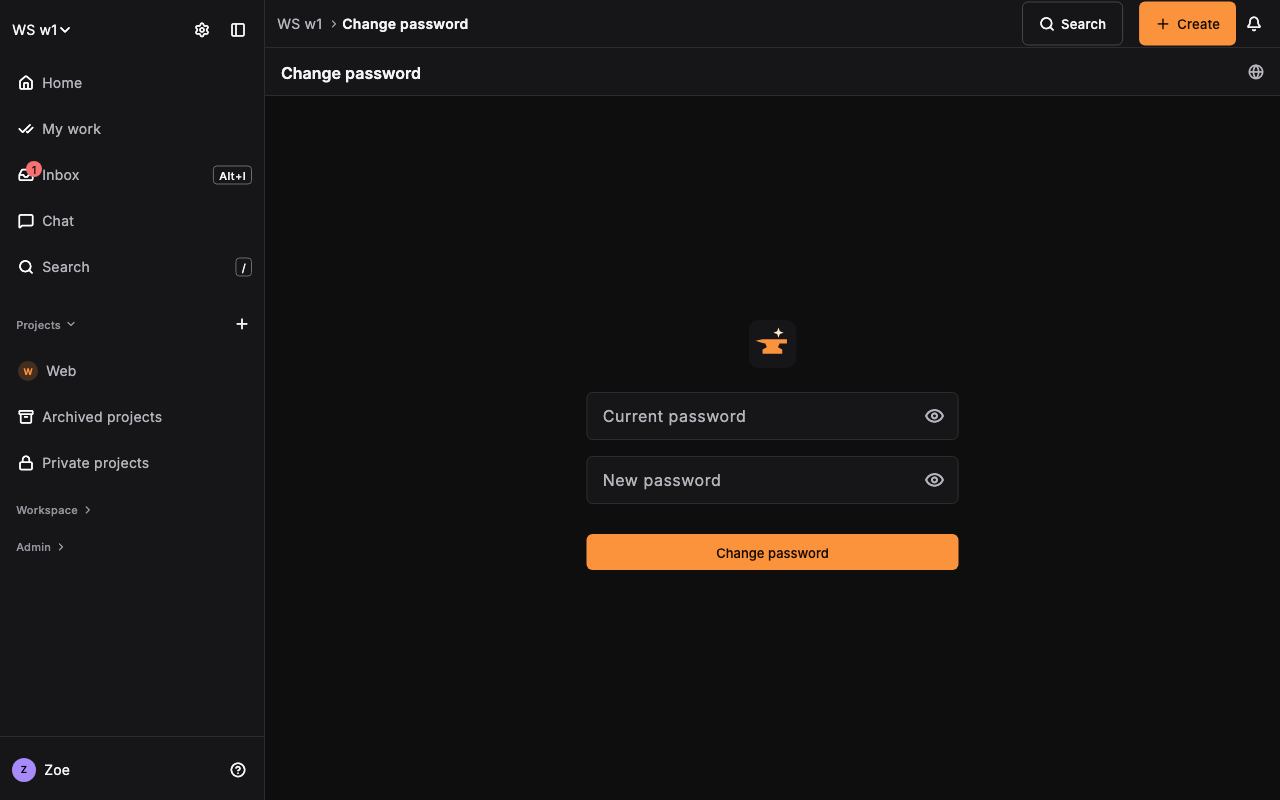 WS w1
Home
My work
1
Inbox
Alt+I
Chat
Search
/
Projects
W
Web
Archived projects
Private projects
Workspace
Admin
Z
Zoe
WS w1 > Change password
Search
Create
Change password
Current password
New password
Change password